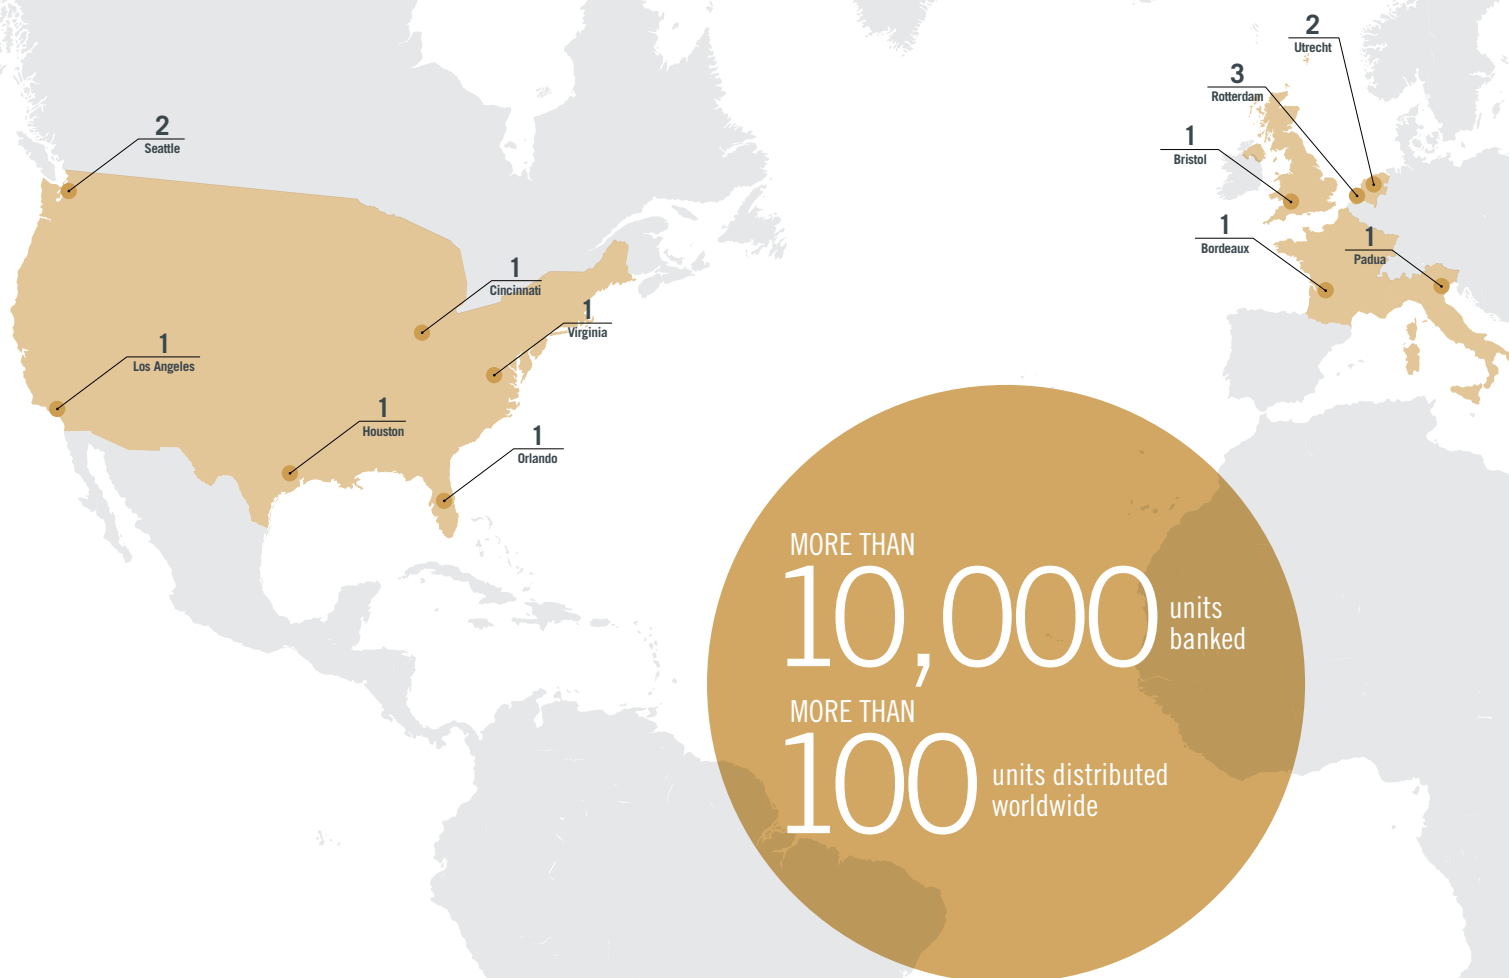 2
Utrecht
3
Rotterdam
2
Seattle
1
Bristol
1
Bordeaux
1
Padua
1
Cincinnati
1
Virginia
1
Los Angeles
1
Houston
1
Orlando
MORE THAN
10,000 units
banked
MORE THAN
100 units distributed
worldwide